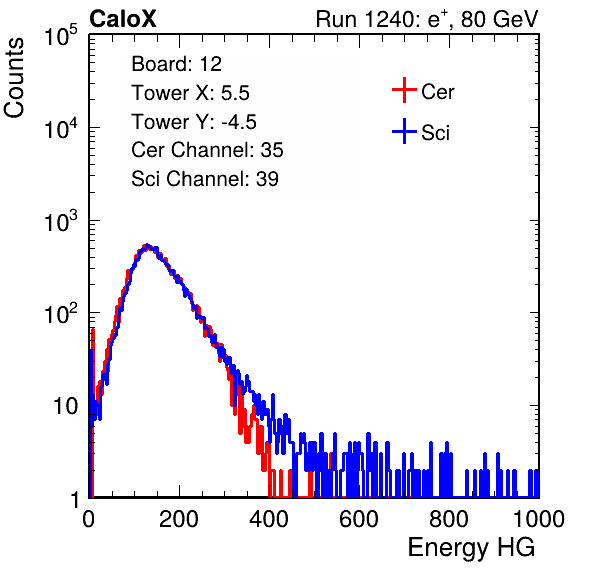 CaloX Run 1240: e⁺, 80 GeV
Counts
Board: 12
Tower X: 5.5
Tower Y: -4.5
Cer Channel: 35
Sci Channel: 39
Cer
Sci
10⁵
10⁴
10³
10²
10
1
0 200 400 600 800 1000
Energy HG